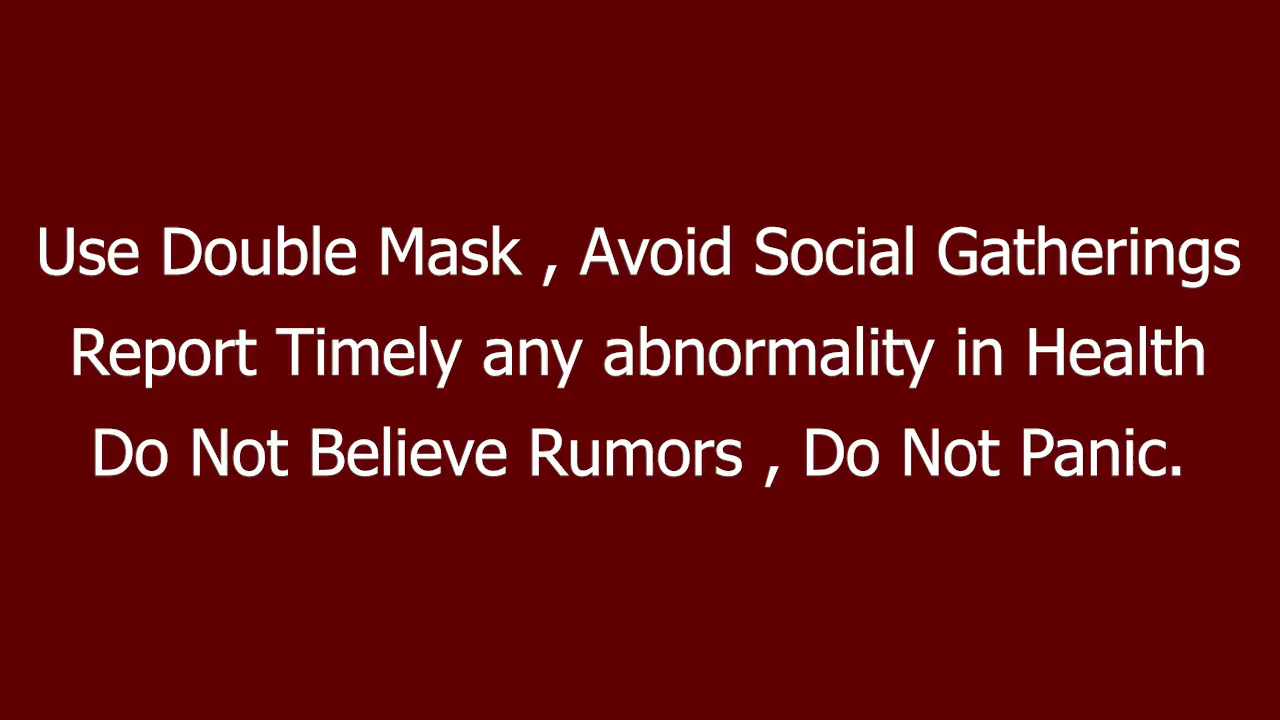 Use Double Mask , Avoid Social Gatherings
Report Timely any abnormality in Health
Do Not Believe Rumors , Do Not Panic.